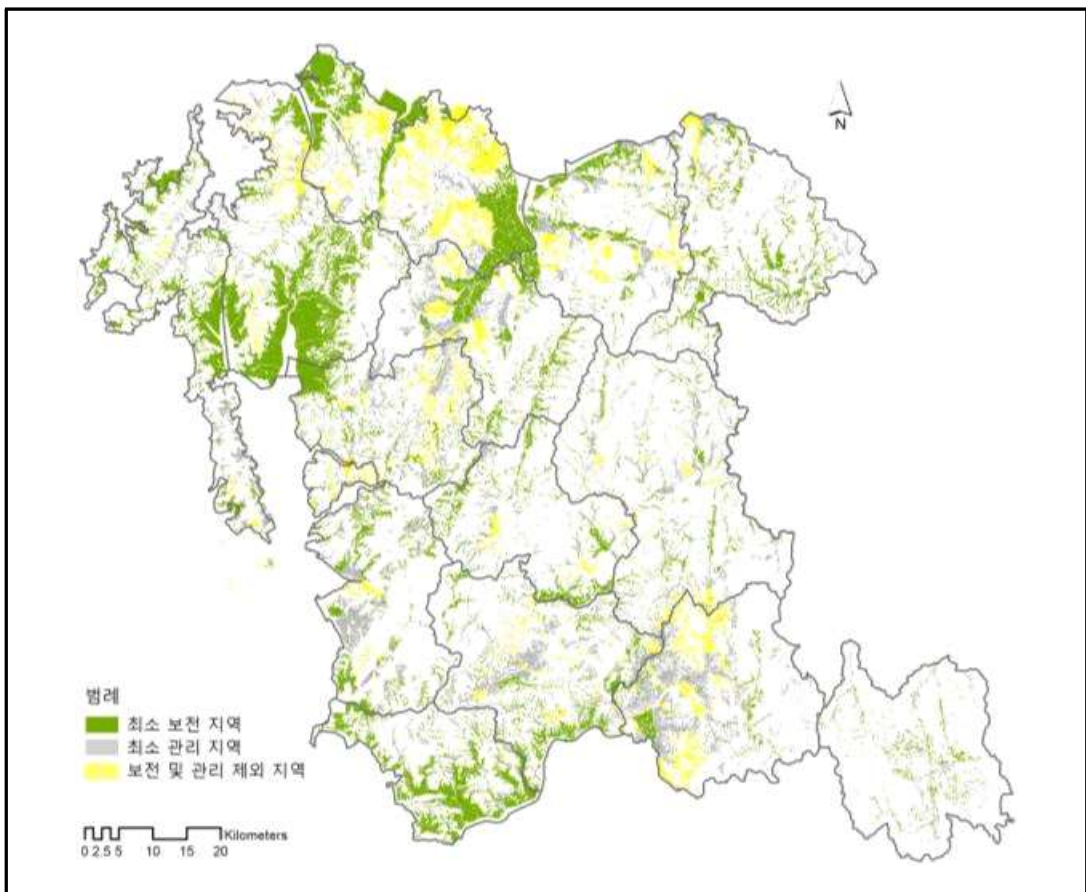 N
범례
최소 보전 지역
최소 관리 지역
보전 및 관리 제외 지역
Kilometers
0 2.5 5 10 15 20